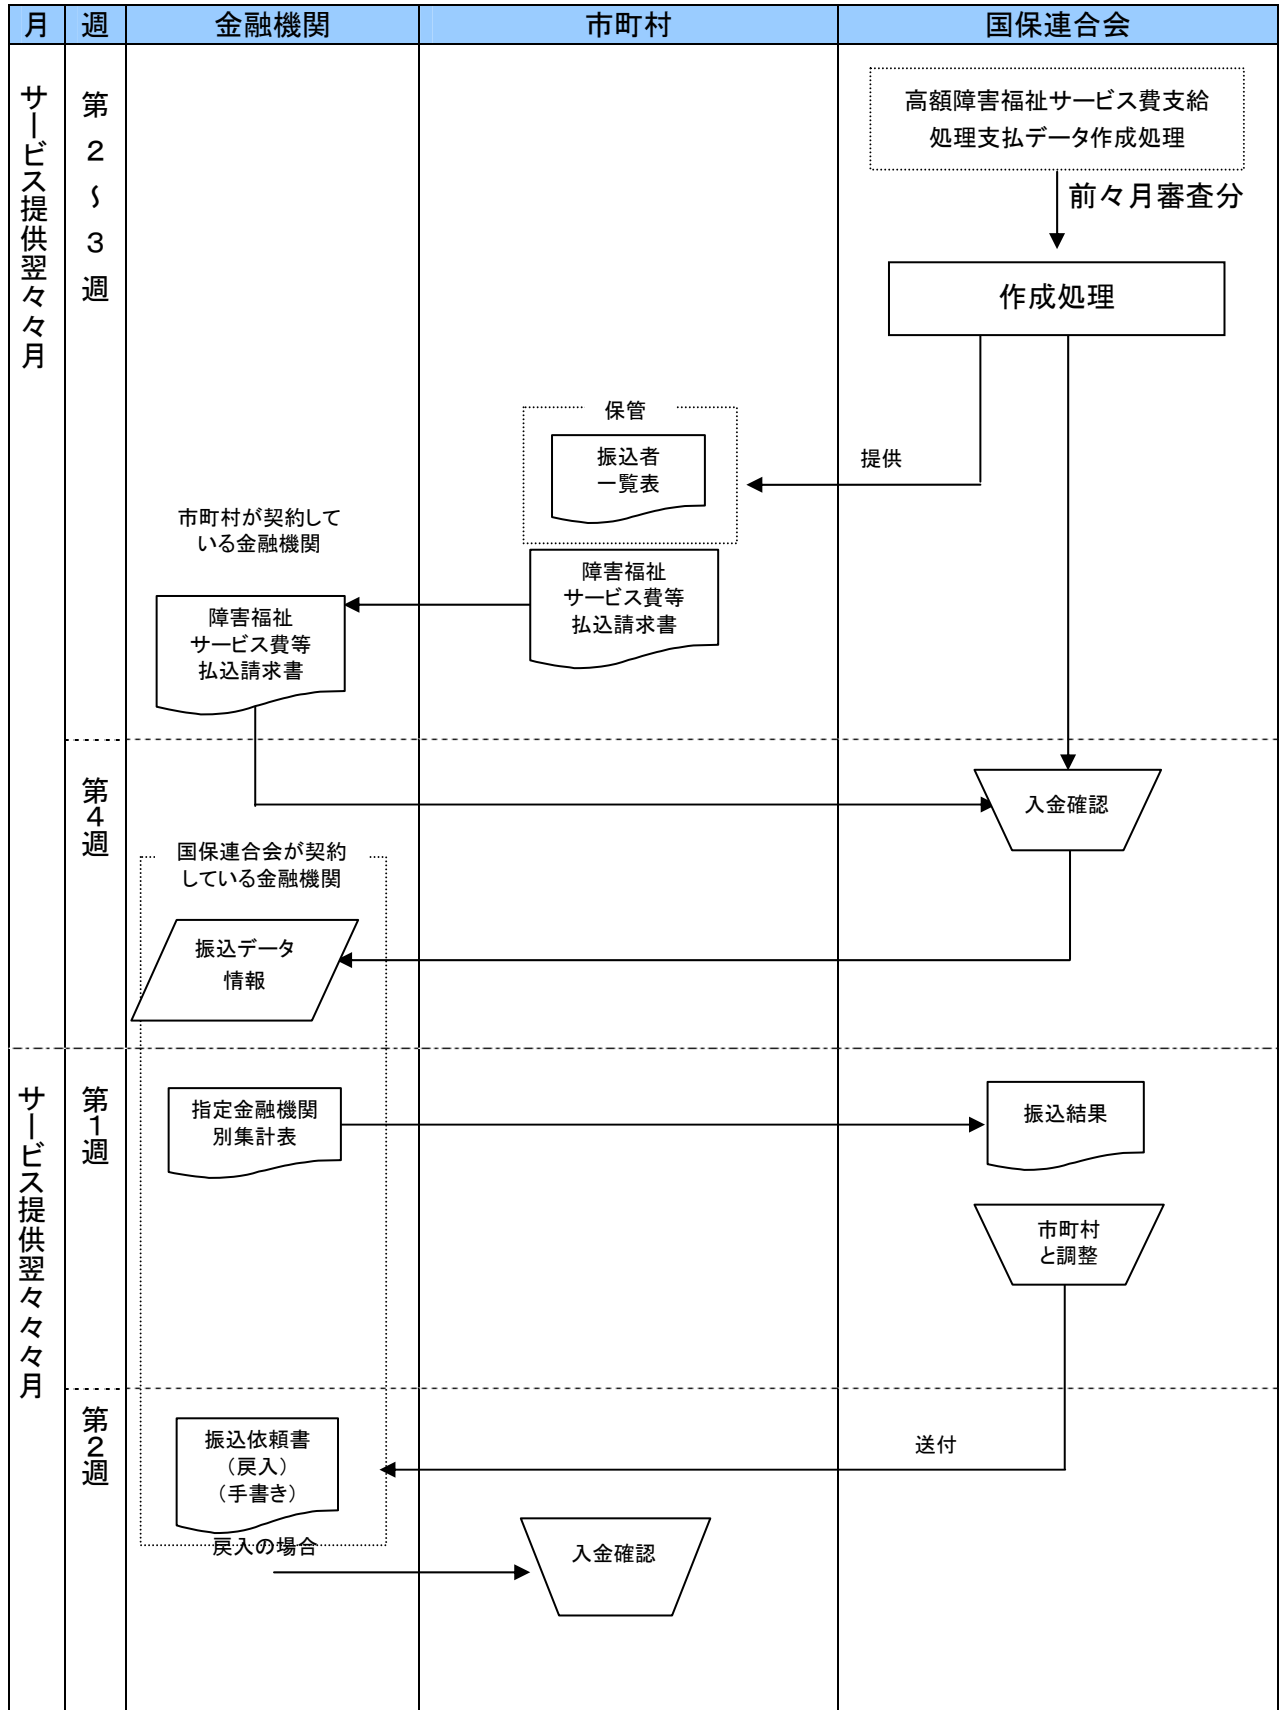 月 週 金融機関 市町村 国保連合会
サービス提供翌々月
第２～３週
高額障害福祉サービス費支給
処理支払データ作成処理
前々月審査分
作成処理
保管
振込者
一覧表
提供
市町村が契約して
いる金融機関
障害福祉
サービス費等
払込請求書
障害福祉
サービス費等
払込請求書
第４週
入金確認
国保連合会が契約
している金融機関
振込データ
情報
サービス提供翌々々月
第１週
指定金融機関
別集計表
振込結果
市町村
と調整
第２週
振込依頼書
（戻入）
（手書き）
送付
戻入の場合
入金確認